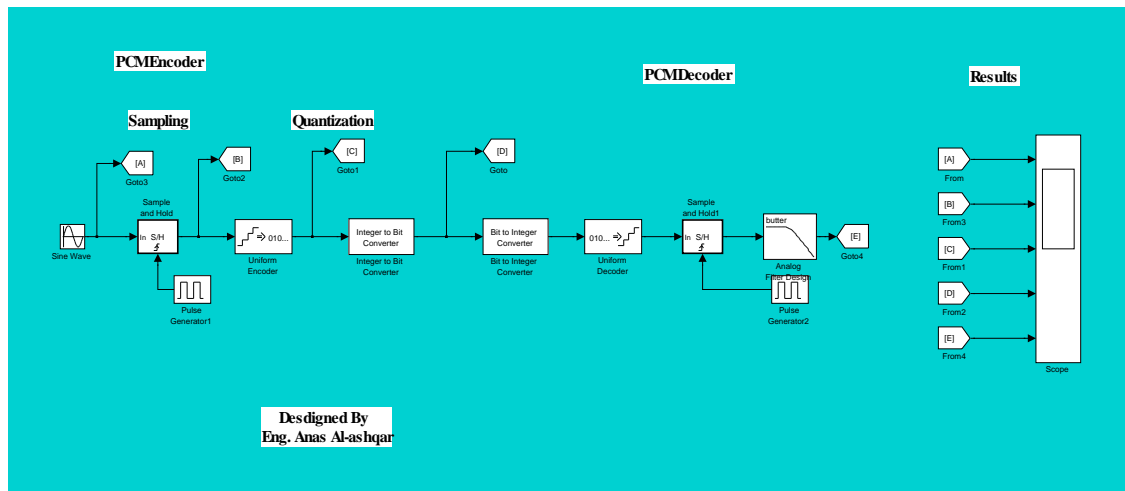 PCMEncoder
PCMDecoder
Results
Sampling
Quantization
[A]
Goto3
[B]
Goto2
[C]
Goto1
[D]
Goto
Sine Wave
Sample
and Hold
In S/H
Pulse
Generator1
010...
Uniform
Encoder
Integer to Bit
Converter
Integer to Bit
Converter
Bit to Integer
Converter
Bit to Integer
Converter
010...
Uniform
Decoder
Sample
and Hold1
In S/H
Pulse
Generator2
butter
Analog
Filter Design
[E]
Goto4
[A]
From
[B]
From3
[C]
From1
[D]
From2
[E]
From4
Scope
Desdigned By
Eng. Anas Al-ashqar